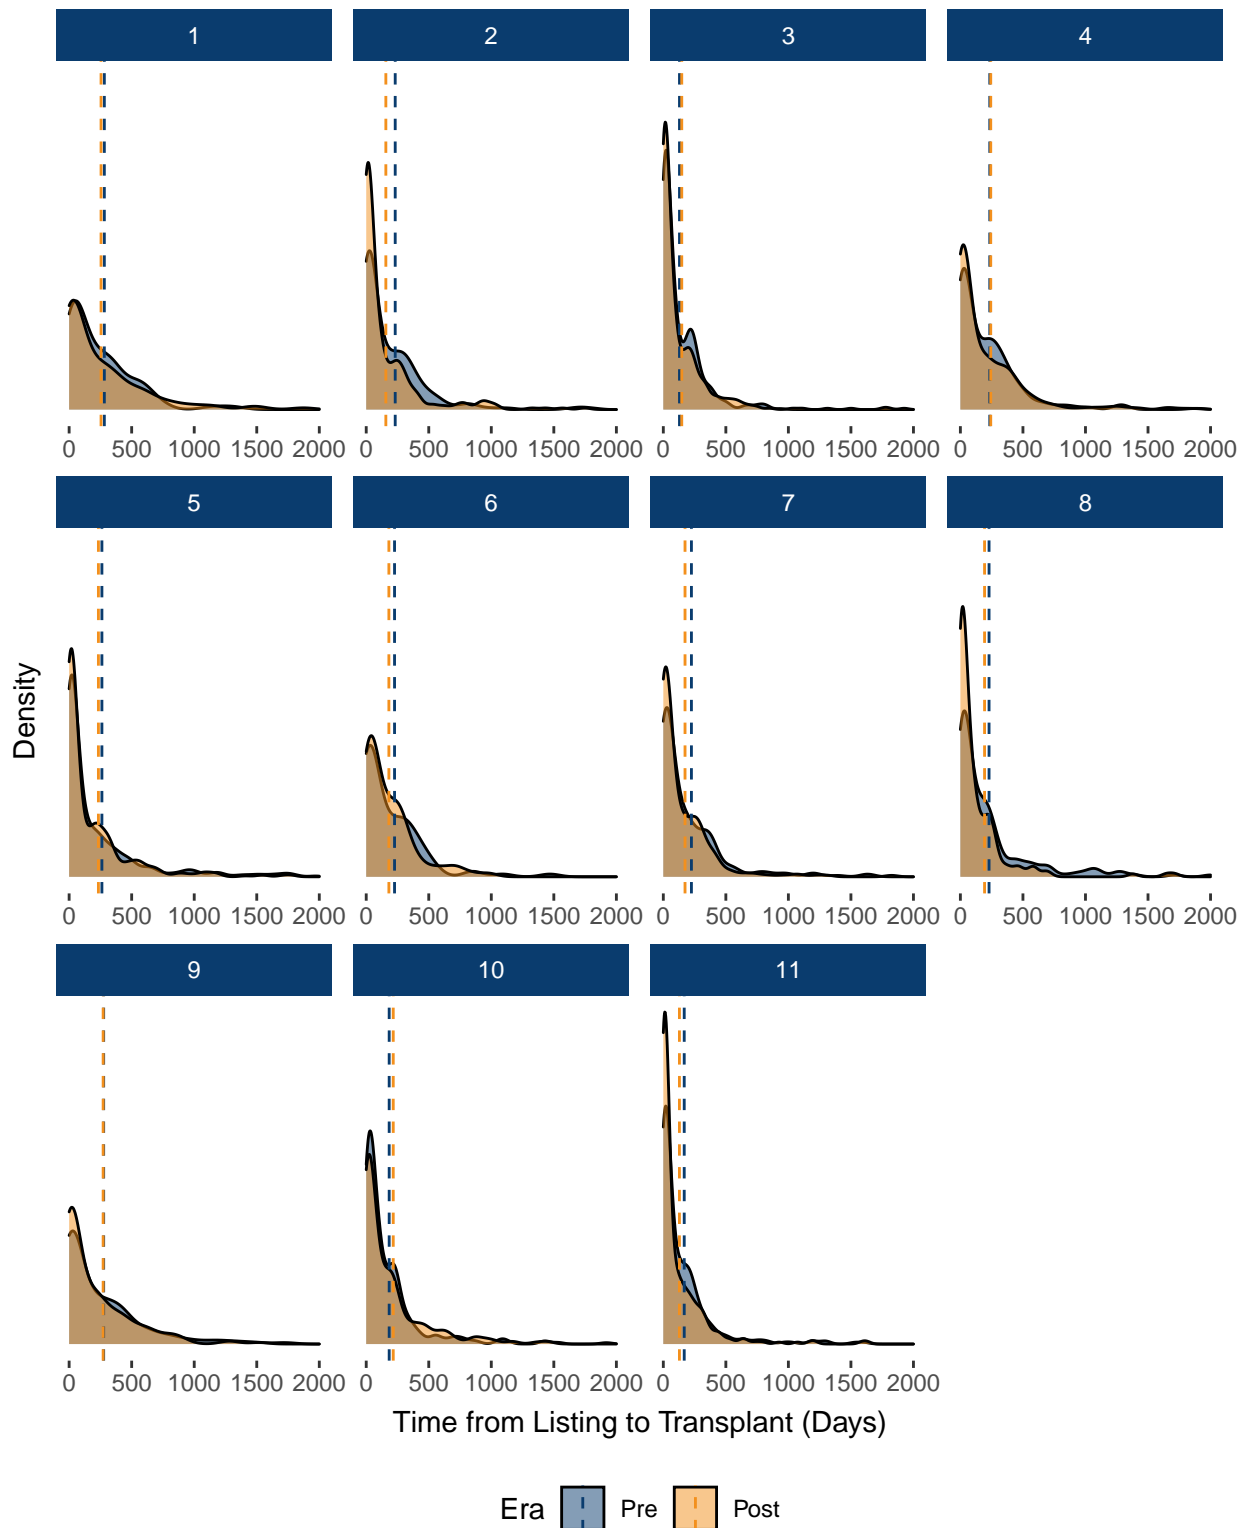 1 2 3 4
0 500 1000 1500 2000 0 500 1000 1500 2000 0 500 1000 1500 2000 0 500 1000 1500 2000
5 6 7 8
Density
0 500 1000 1500 2000 0 500 1000 1500 2000 0 500 1000 1500 2000 0 500 1000 1500 2000
9 10 11
0 500 1000 1500 2000 0 500 1000 1500 2000 0 500 1000 1500 2000
Time from Listing to Transplant (Days)
Era Pre Post